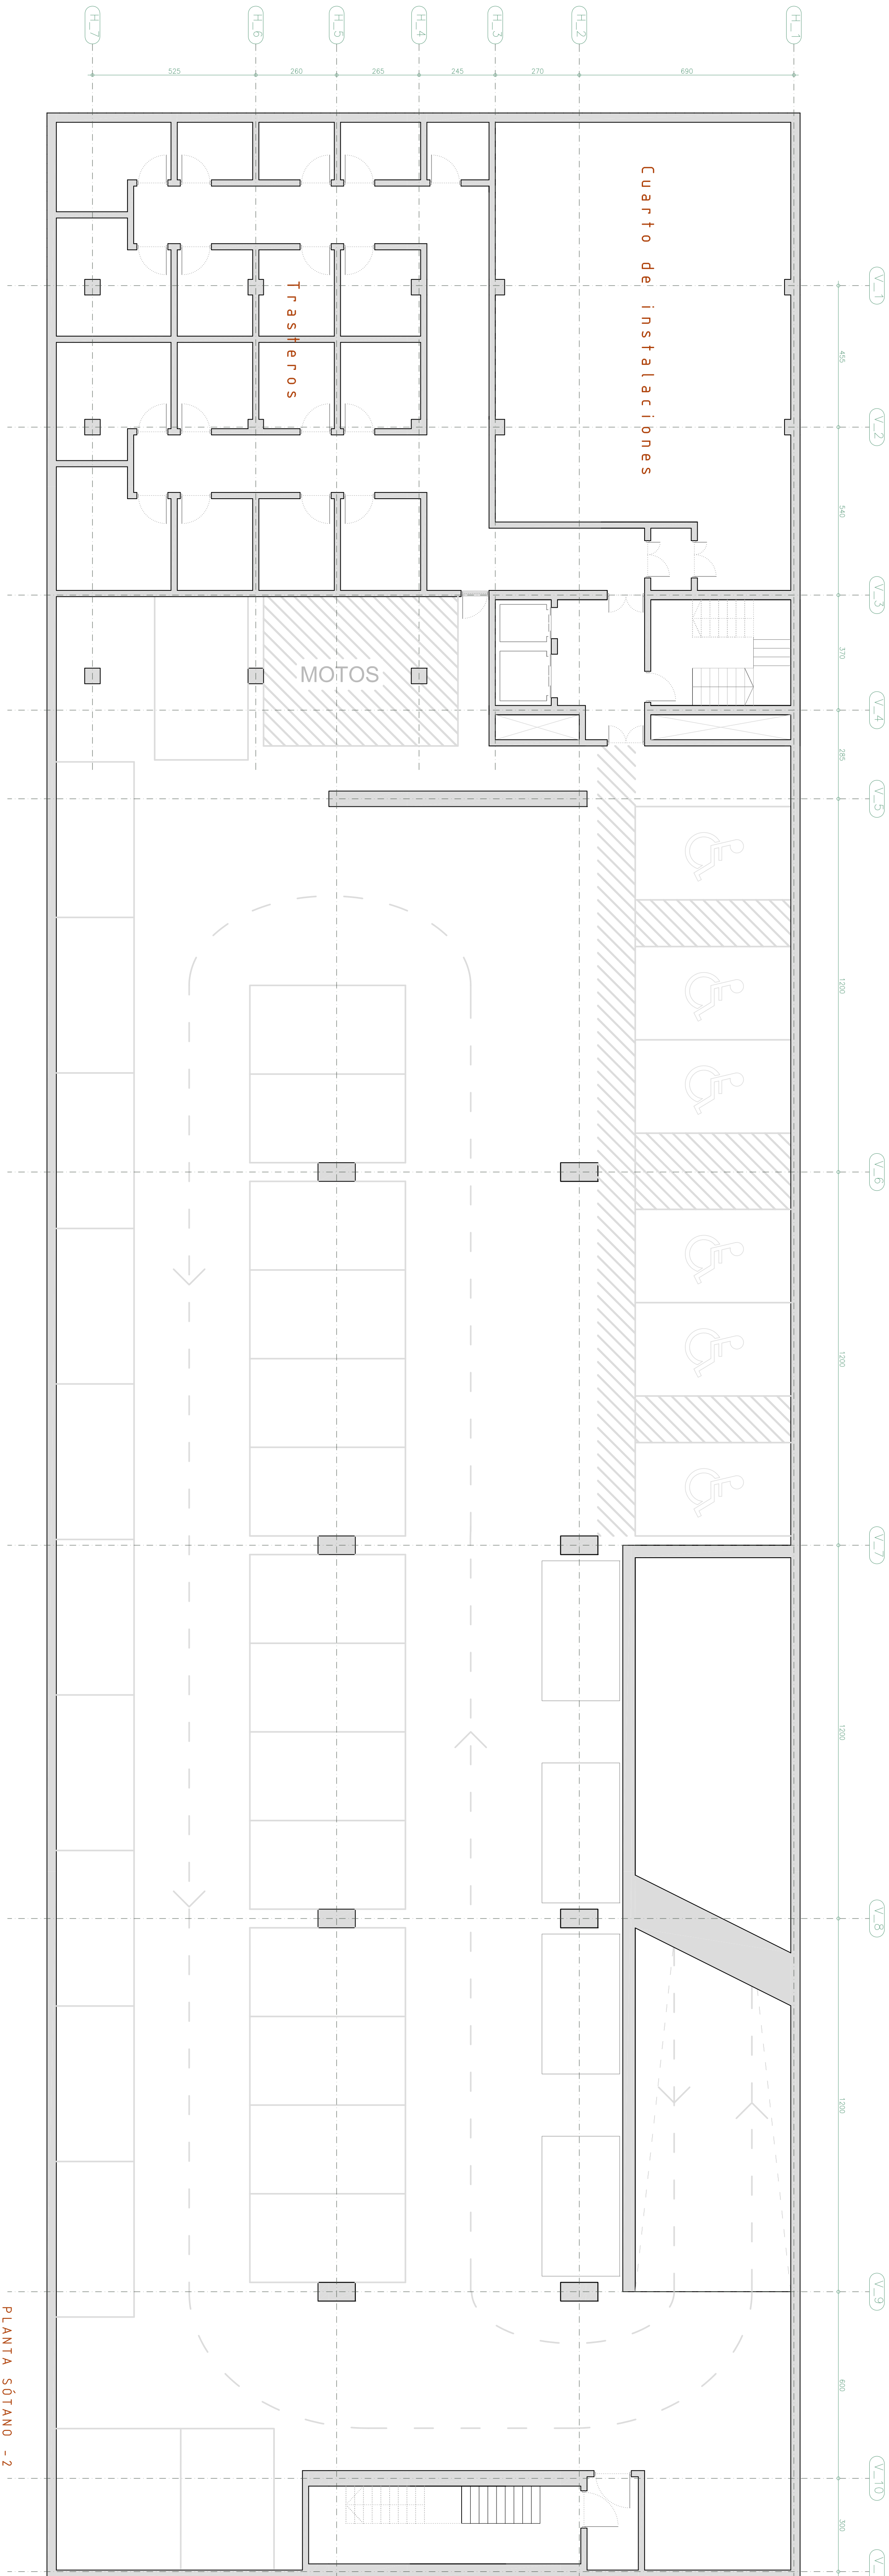 H_7
H_6
H_5
H_4
H_3
H_2
H_1
525
260
265
245
270
690
Cuarto de instalaciones
Trasteros
MOTOS
V_1
455
V_2
540
V_3
370
V_4
285
V_5
1200
V_6
1200
V_7
1200
V_8
1200
V_9
600
V_10
300
PLANTA SÓTANO -2